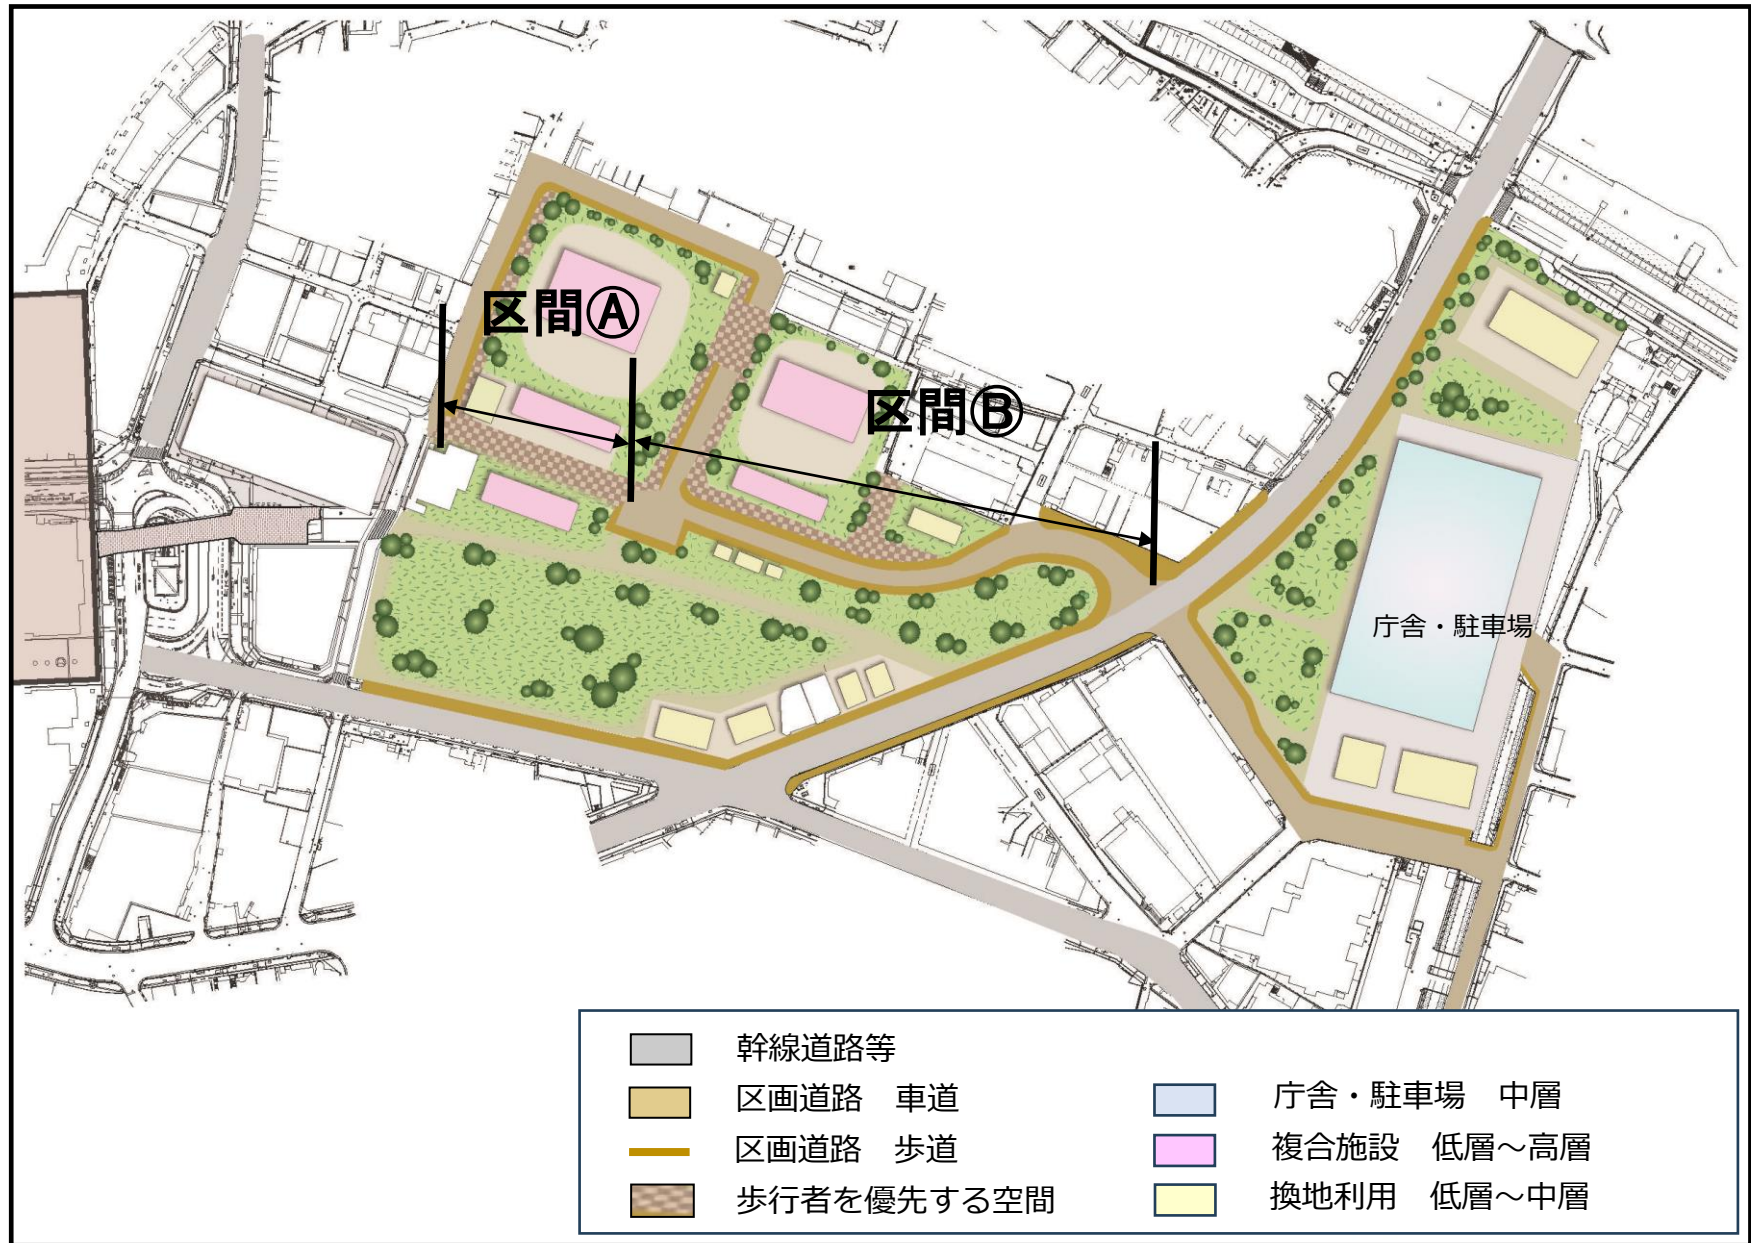 区間Ⓐ
区間Ⓑ
庁舎・駐車場
幹線道路等
区画道路　車道
区画道路　歩道
歩行者を優先する空間
庁舎・駐車場　中層
複合施設　低層～高層
換地利用　低層～中層